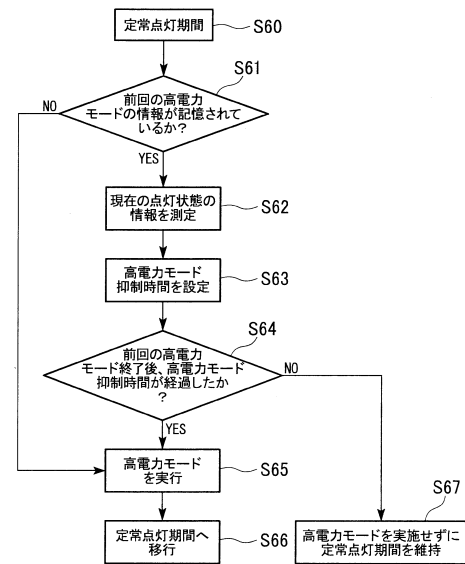 定常点灯期間
S60
S61
NO
前回の高電力
モードの情報が記憶されて
いるか?
YES
現在の点灯状態の
情報を測定
S62
高電力モード
抑制時間を設定
S63
S64
前回の高電力
モード終了後、高電力モード
抑制時間が経過したか
?
NO
YES
高電力モード
を実行
S65
S67
定常点灯期間へ
移行
S66
高電力モードを実施せずに
定常点灯期間を維持